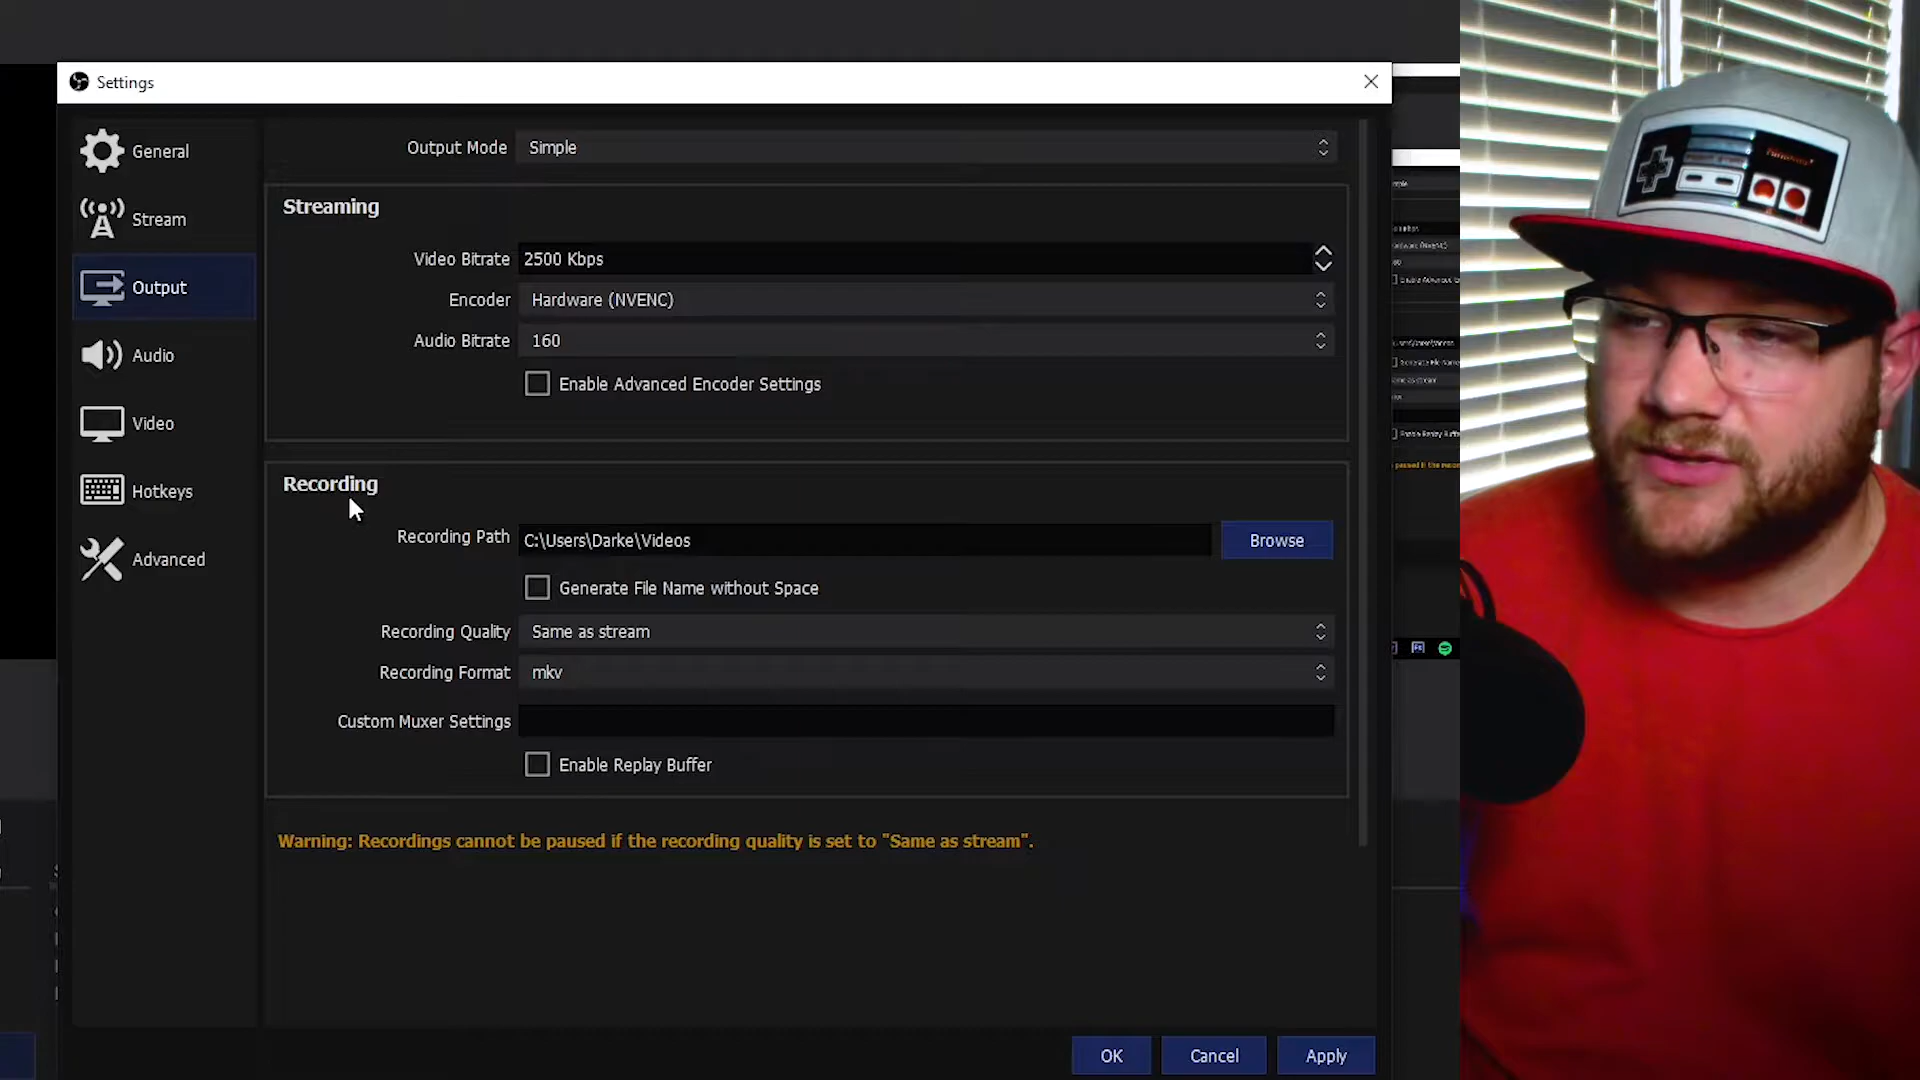 Settings
General
Stream
Output
Audio
Video
Hotkeys
Advanced
Output Mode Simple
Streaming
Video Bitrate 2500 Kbps
Encoder Hardware (NVENC)
Audio Bitrate 160
Enable Advanced Encoder Settings
Recording
Recording Path C:\Users\Darke\Videos Browse
Generate File Name without Space
Recording Quality Same as stream
Recording Format mkv
Custom Muxer Settings
Enable Replay Buffer
Warning: Recordings cannot be paused if the recording quality is set to "Same as stream".
OK Cancel Apply